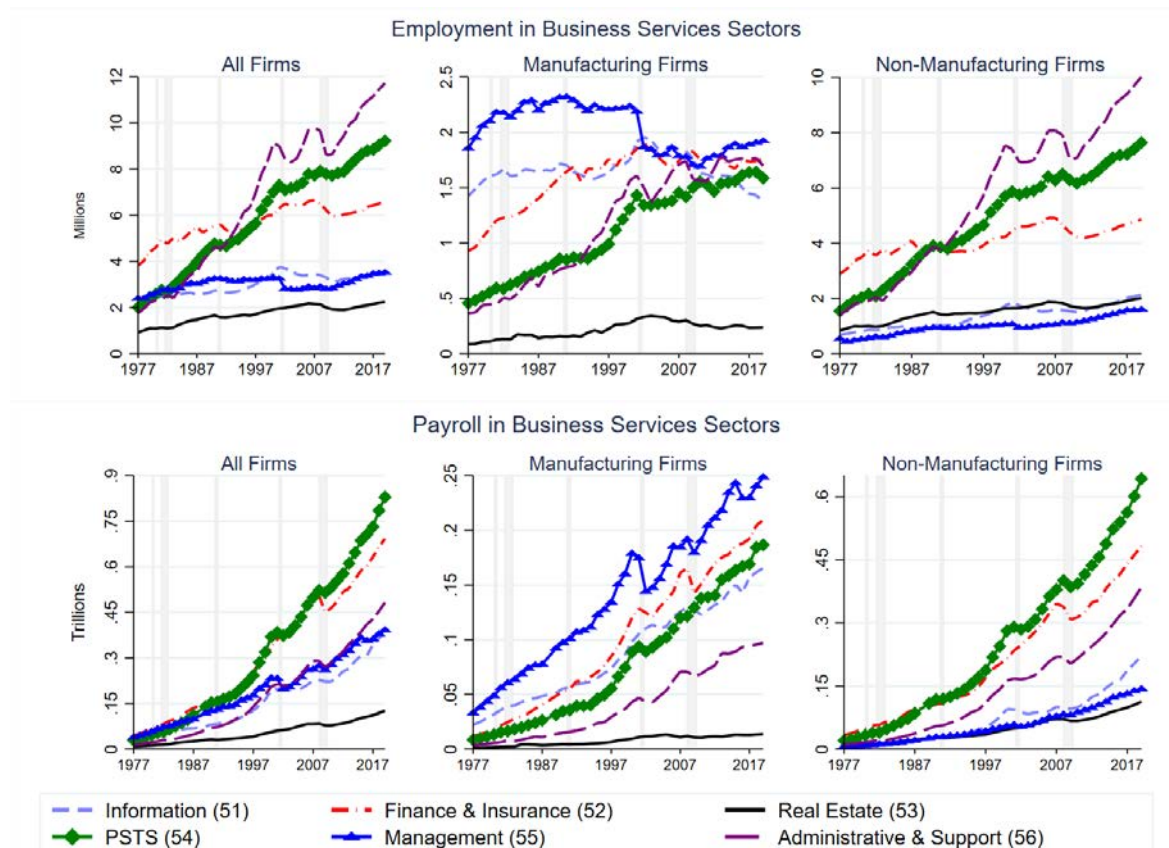 Employment in Business Services Sectors
All Firms
Manufacturing Firms
Non-Manufacturing Firms
Millions
12
10
8
6
4
2
0
2.5
2
1.5
1
.5
0
10
8
6
4
2
0
1977 1987 1997 2007 2017
1977 1987 1997 2007 2017
1977 1987 1997 2007 2017
Payroll in Business Services Sectors
All Firms
Manufacturing Firms
Non-Manufacturing Firms
Trillions
.9
.75
.6
.45
.3
.15
0
.25
.2
.15
.1
.05
0
.6
.45
.3
.15
0
1977 1987 1997 2007 2017
1977 1987 1997 2007 2017
1977 1987 1997 2007 2017
Information (51) Finance & Insurance (52) Real Estate (53)
PSTS (54) Management (55) Administrative & Support (56)